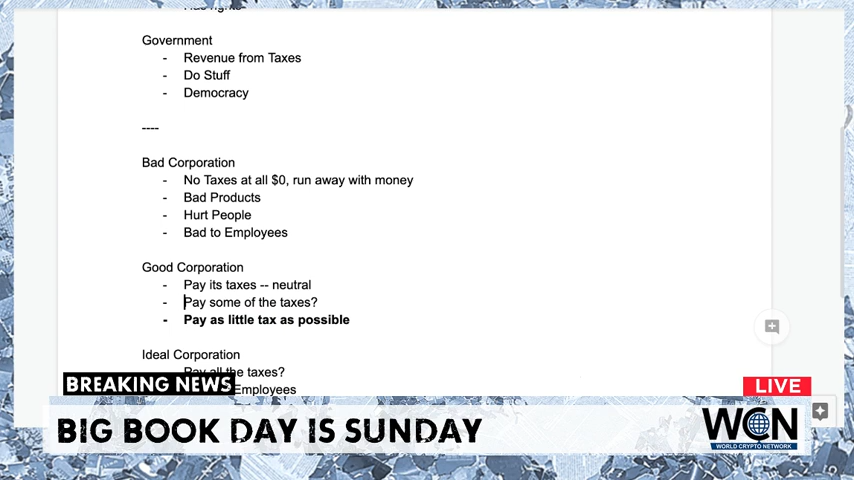 Government
- Revenue from Taxes
- Do Stuff
- Democracy
----
Bad Corporation
- No Taxes at all $0, run away with money
- Bad Products
- Hurt People
- Bad to Employees
Good Corporation
- Pay its taxes -- neutral
- Pay some of the taxes?
- Pay as little tax as possible
Ideal Corporation
Pay all the taxes?
Employees
BREAKING NEWS
LIVE
BIG BOOK DAY IS SUNDAY
WCN
WORLD CRYPTO NETWORK